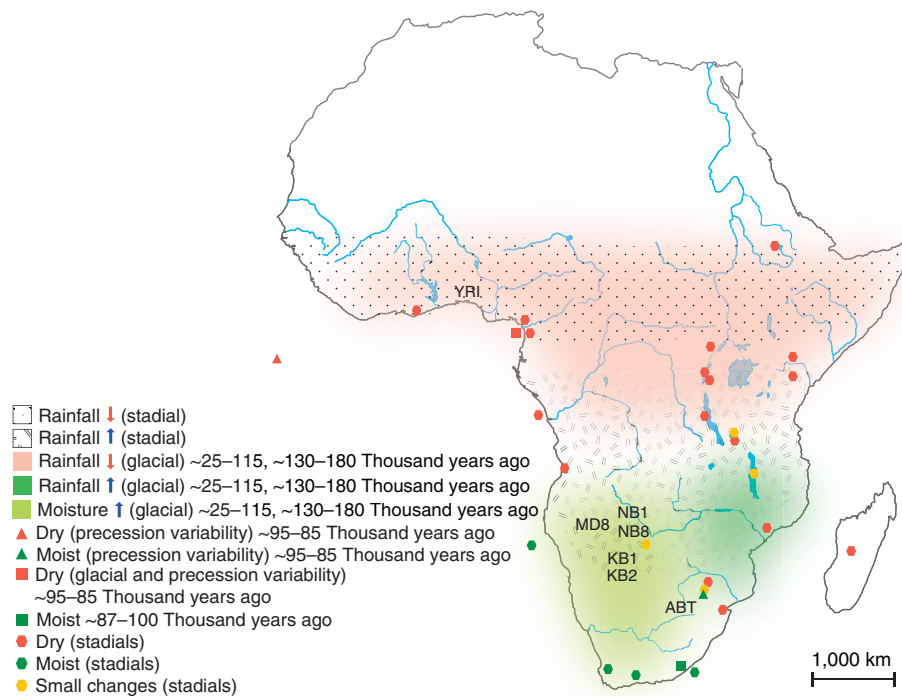 YRI
NB1
MD8
NB8
KB1
KB2
ABT
Rainfall ↓ (stadial)
Rainfall ↑ (stadial)
Rainfall ↓ (glacial) ~25–115, ~130–180 Thousand years ago
Rainfall ↑ (glacial) ~25–115, ~130–180 Thousand years ago
Moisture ↑ (glacial) ~25–115, ~130–180 Thousand years ago
Dry (precession variability) ~95–85 Thousand years ago
Moist (precession variability) ~95–85 Thousand years ago
Dry (glacial and precession variability)
~95–85 Thousand years ago
Moist ~87–100 Thousand years ago
Dry (stadials)
Moist (stadials)
Small changes (stadials)
1,000 km